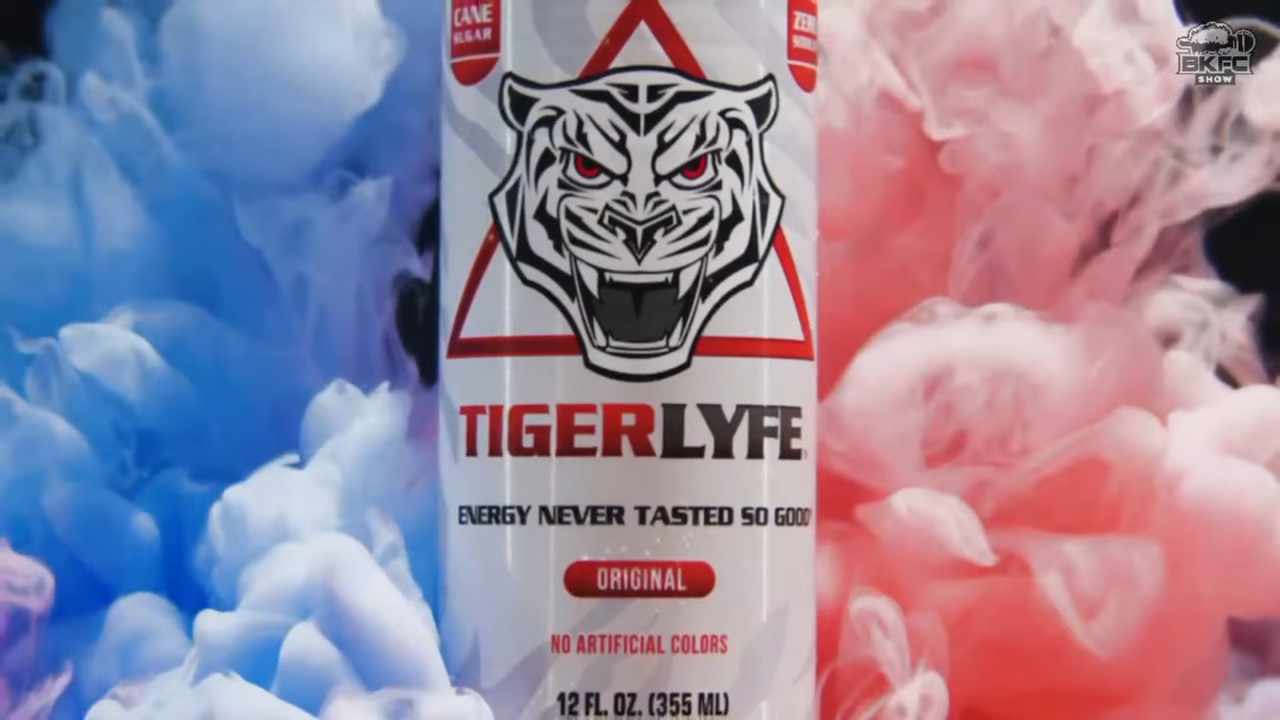 CANE
SUGAR
ZERO
BKFC
SHOW
TIGERLYFE
ENERGY NEVER TASTED SO GOOD
ORIGINAL
NO ARTIFICIAL COLORS
12 FL. OZ. (355 ML)